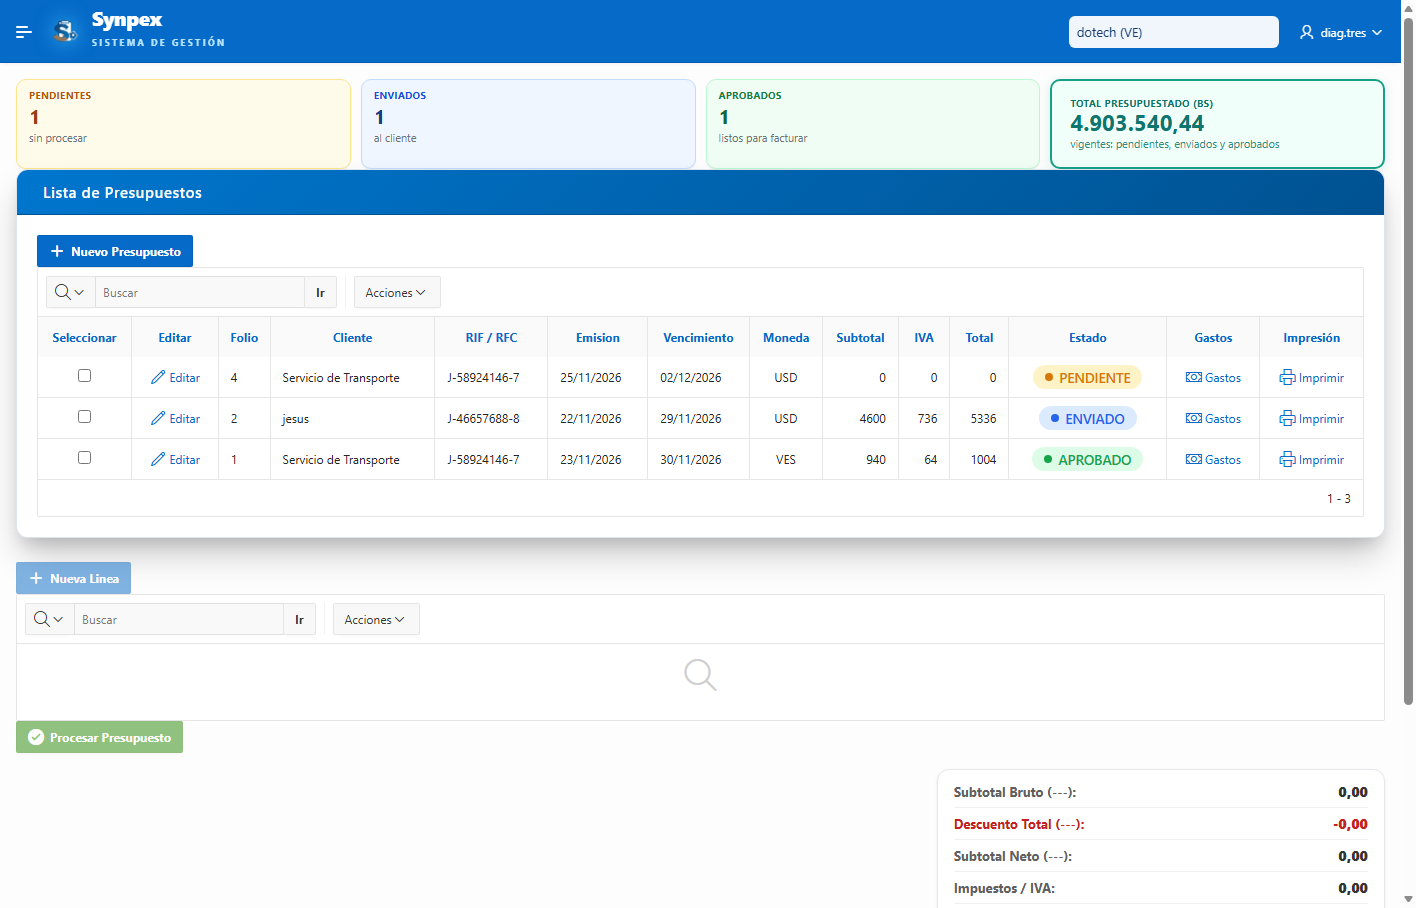 Synpex
SISTEMA DE GESTIÓN
dotech (VE)
diag.tres
PENDIENTES
1
sin procesar
ENVIADOS
1
al cliente
APROBADOS
1
listos para facturar
TOTAL PRESUPUESTADO (BS)
4.903.540,44
vigentes: pendientes, enviados y aprobados
Lista de Presupuestos
Nuevo Presupuesto
Buscar Ir Acciones
Seleccionar Editar Folio Cliente RIF / RFC Emision Vencimiento Moneda Subtotal IVA Total Estado Gastos Impresión
Editar 4 Servicio de Transporte J-58924146-7 25/11/2026 02/12/2026 USD 0 0 0 PENDIENTE Gastos Imprimir
Editar 2 jesus J-46657688-8 22/11/2026 29/11/2026 USD 4600 736 5336 ENVIADO Gastos Imprimir
Editar 1 Servicio de Transporte J-58924146-7 23/11/2026 30/11/2026 VES 940 64 1004 APROBADO Gastos Imprimir
1 - 3
Nueva Linea
Buscar Ir Acciones
Procesar Presupuesto
Subtotal Bruto (---): 0,00
Descuento Total (---): -0,00
Subtotal Neto (---): 0,00
Impuestos / IVA: 0,00